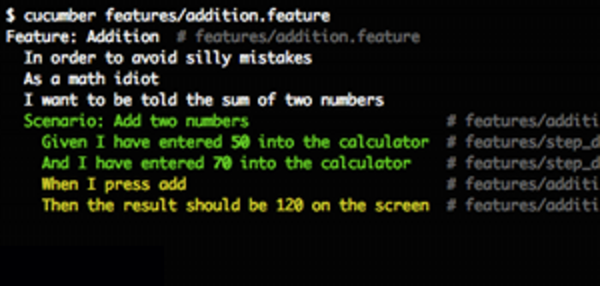 $ cucumber features/addition.feature
Feature: Addition # features/addition.feature
In order to avoid silly mistakes
As a math idiot
I want to be told the sum of two numbers
Scenario: Add two numbers # features/additi
Given I have entered 50 into the calculator # features/step_d
And I have entered 70 into the calculator # features/step_d
When I press add # features/additi
Then the result should be 120 on the screen # features/additi